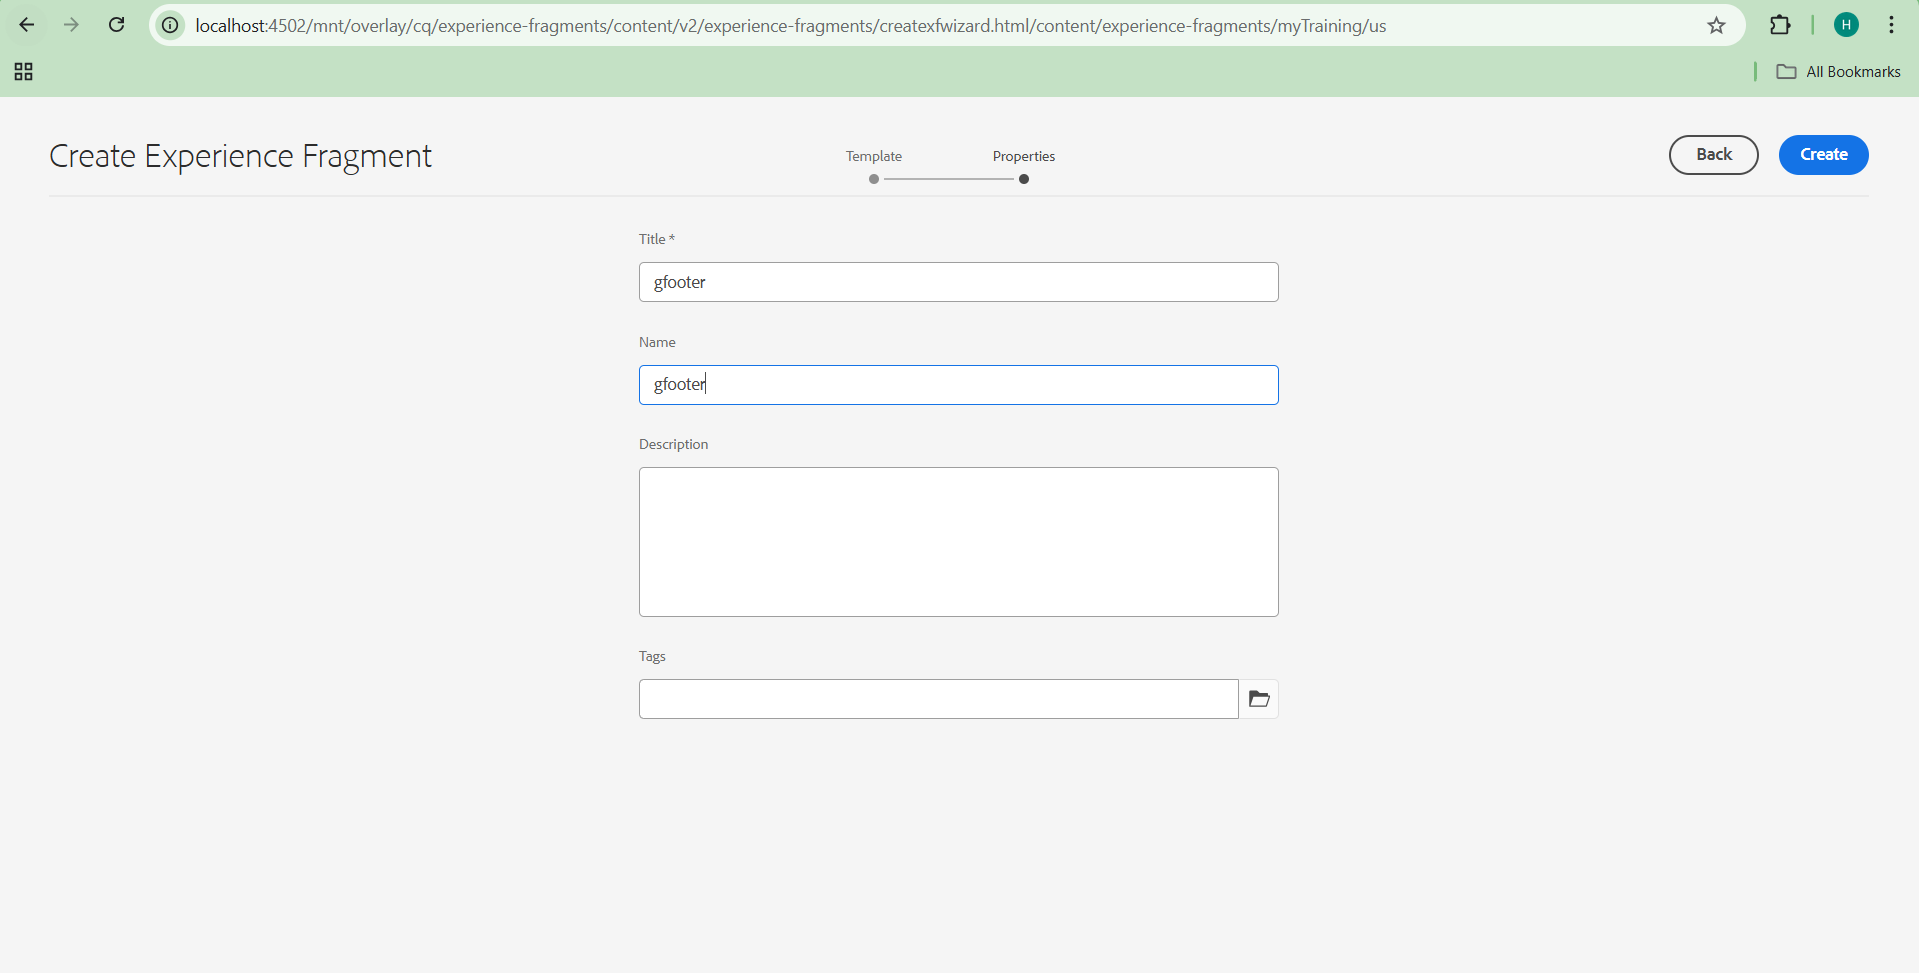 localhost:4502/mnt/overlay/cq/experience-fragments/content/v2/experience-fragments/createxfwizard.html/content/experience-fragments/myTraining/us
H
All Bookmarks
Create Experience Fragment
Template
Properties
Back
Create
Title *
gfooter
Name
gfooter
Description
Tags